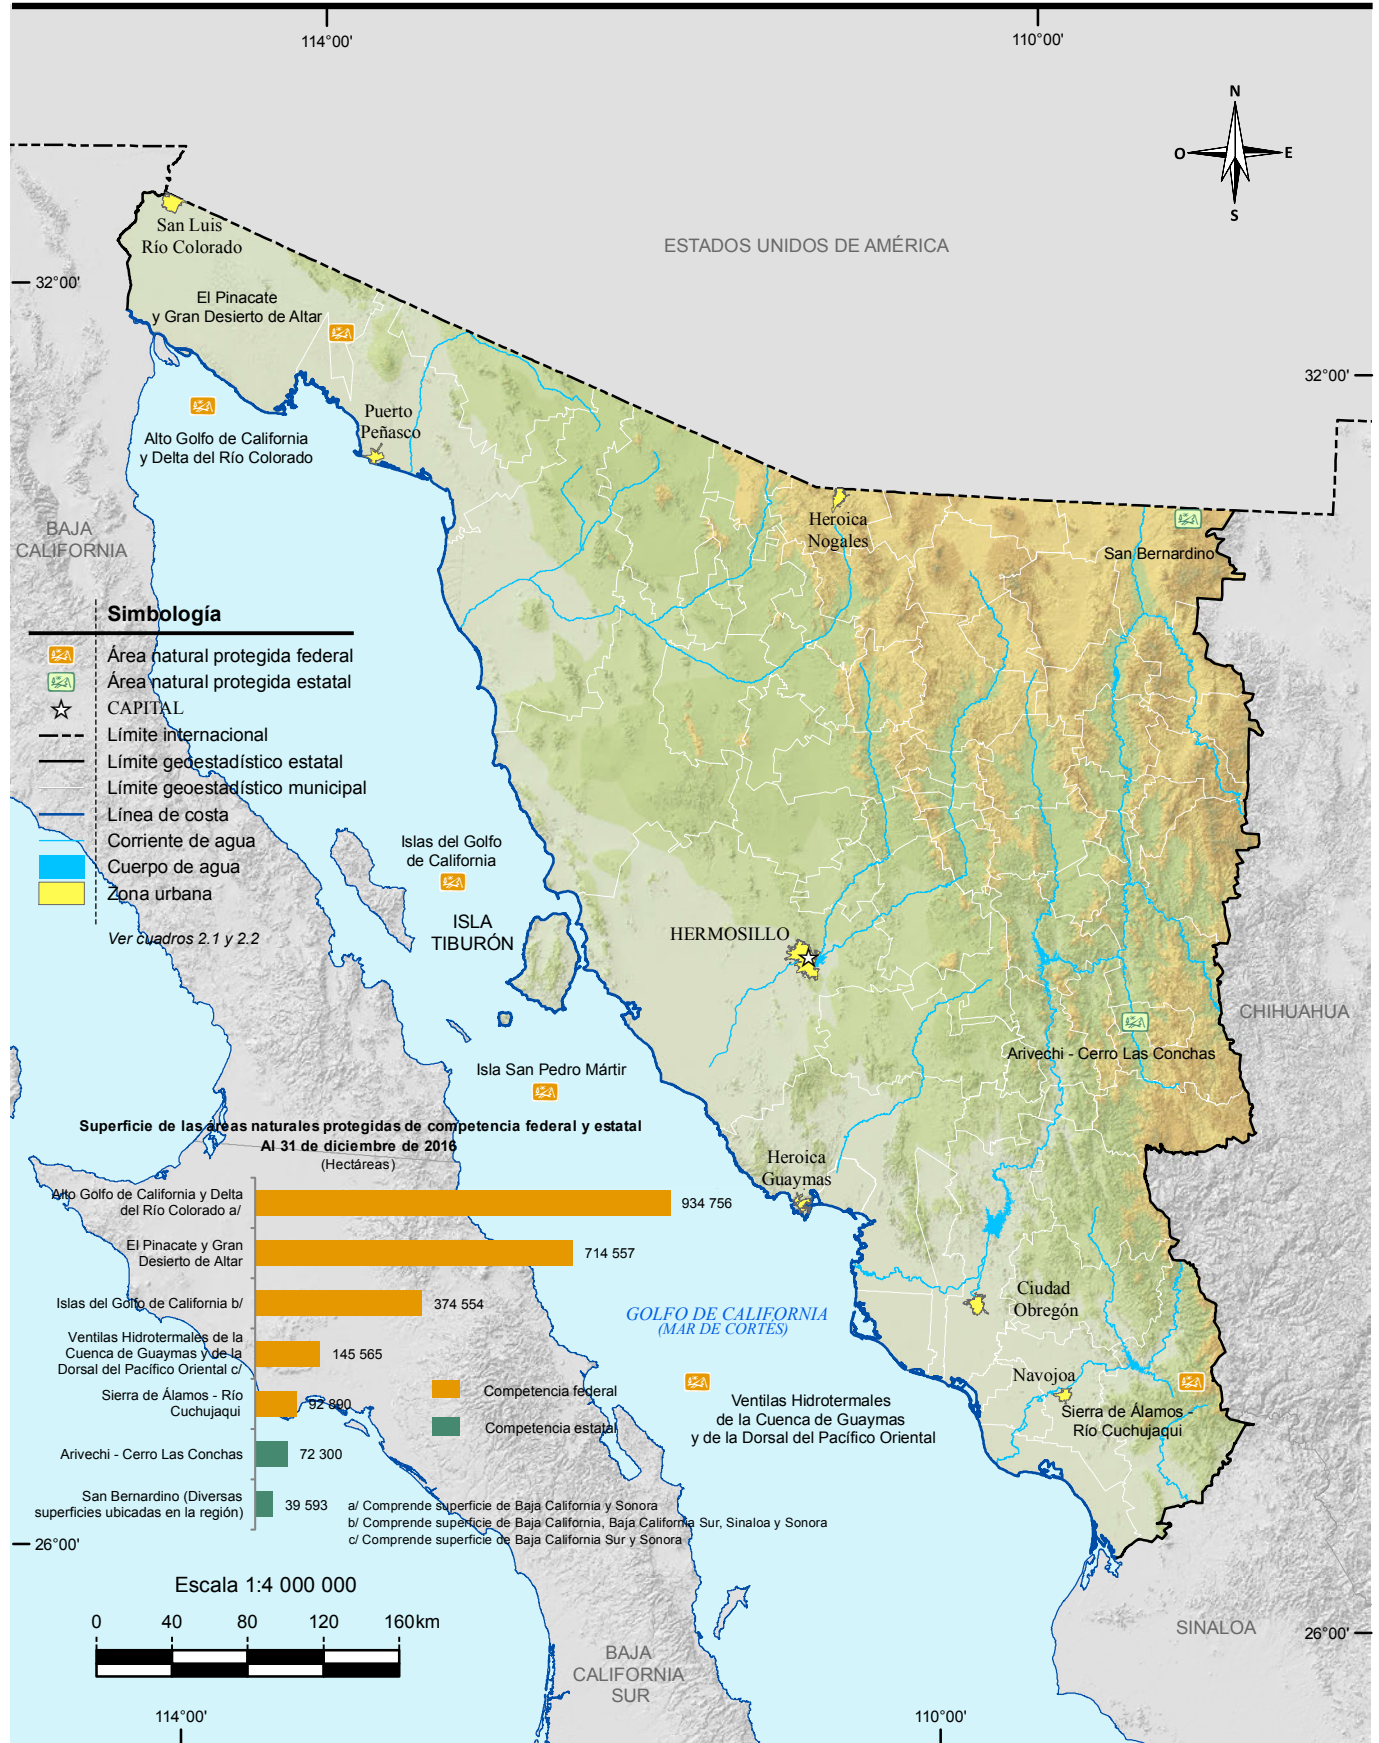 114°00'
110°00'
N
O
E
S
San Luis
Río Colorado
ESTADOS UNIDOS DE AMÉRICA
32°00'
El Pinacate
y Gran Desierto de Altar
32°00'
Puerto
Peñasco
Alto Golfo de California
y Delta del Río Colorado
BAJA
CALIFORNIA
Heroica
Nogales
San Bernardino
Simbología
Área natural protegida federal
Área natural protegida estatal
CAPITAL
Límite internacional
Límite geoestadístico estatal
Límite geoestadístico municipal
Línea de costa
Corriente de agua
Cuerpo de agua
Zona urbana
Ver cuadros 2.1 y 2.2
Islas del Golfo
de California
ISLA
TIBURÓN
HERMOSILLO
CHIHUAHUA
Arivechi - Cerro Las Conchas
Isla San Pedro Mártir
Superficie de las áreas naturales protegidas de competencia federal y estatal
Al 31 de diciembre de 2016
(Hectáreas)
Heroica
Guaymas
Alto Golfo de California y Delta
del Río Colorado a/
934 756
El Pinacate y Gran
Desierto de Altar
714 557
Islas del Golfo de California b/
374 554
Ventilas Hidrotermales de la
Cuenca de Guaymas y de la
Dorsal del Pacífico Oriental c/
145 565
Sierra de Álamos - Río
Cuchujaqui
92 890
Arivechi - Cerro Las Conchas
72 300
San Bernardino (Diversas
superficies ubicadas en la región)
39 593
Competencia federal
Competencia estatal
a/ Comprende superficie de Baja California y Sonora
b/ Comprende superficie de Baja California, Baja California Sur, Sinaloa y Sonora
c/ Comprende superficie de Baja California Sur y Sonora
GOLFO DE CALIFORNIA
(MAR DE CORTÉS)
Ciudad
Obregón
Navojoa
Ventilas Hidrotermales
de la Cuenca de Guaymas
y de la Dorsal del Pacífico Oriental
Sierra de Álamos -
Río Cuchujaqui
26°00'
Escala 1:4 000 000
0 40 80 120 160km
BAJA
CALIFORNIA
SUR
SINALOA
26°00'
114°00'
110°00'